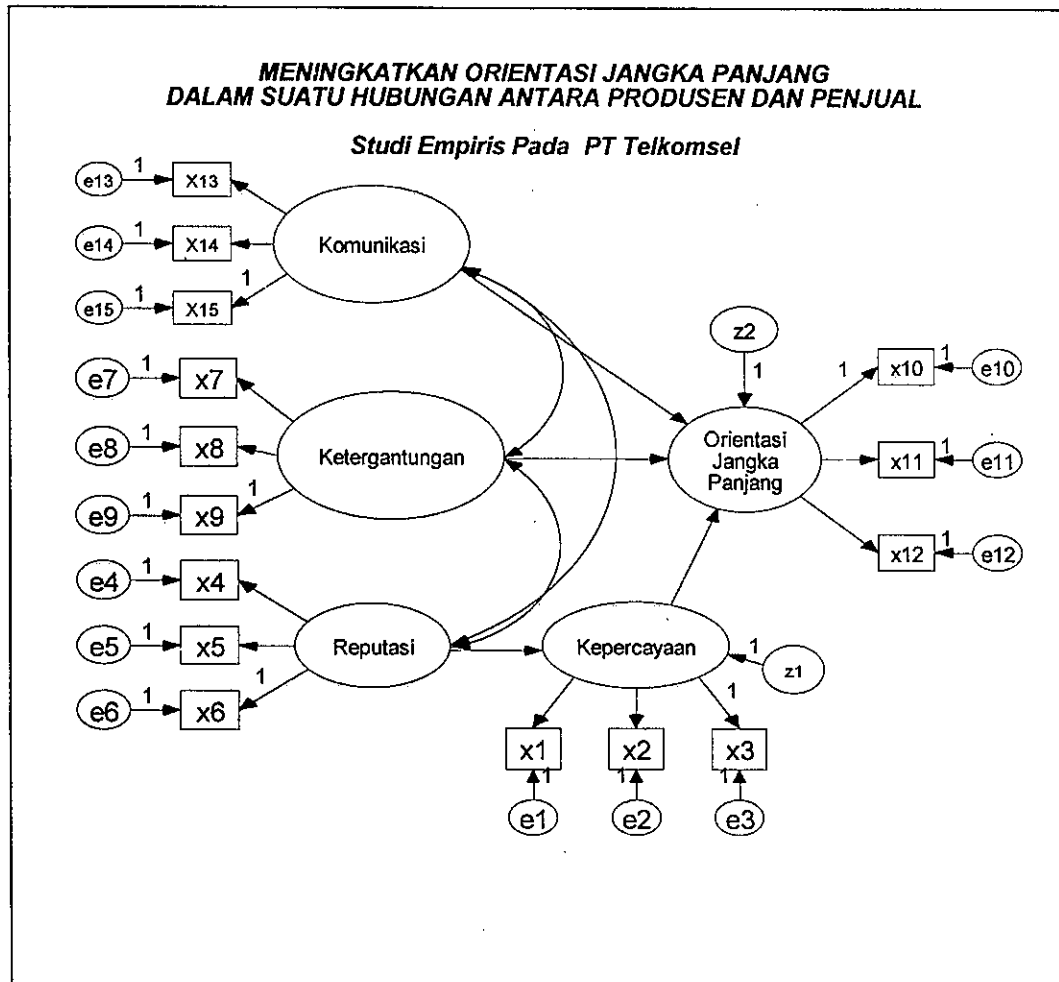 MENINGKATKAN ORIENTASI JANGKA PANJANG
DALAM SUATU HUBUNGAN ANTARA PRODUSEN DAN PENJUAL
Studi Empiris Pada PT Telkomsel
e13 1 X13
e14 1 X14
e15 1 X15 1
Komunikasi
e7 1 x7
e8 1 x8
e9 1 x9 1
Ketergantungan
e4 1 x4
e5 1 x5
e6 1 x6 1
Reputasi
z2
1
Orientasi
Jangka
Panjang
1 x10 1 e10
x11 1 e11
x12 1 e12
Kepercayaan
1 z1
1
x1 x2 x3
1 1 1
e1 e2 e3